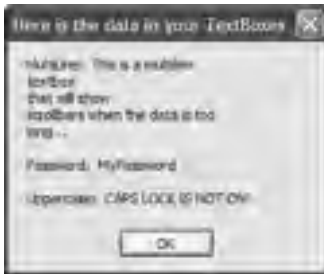 Here is the data in your TextBoxes
Multiline: This is a multiline
textbox
that will show
scrollbars when the data is too
long...
Password: MyPassword
Uppercase: CAPS LOCK IS NOT ON!
OK